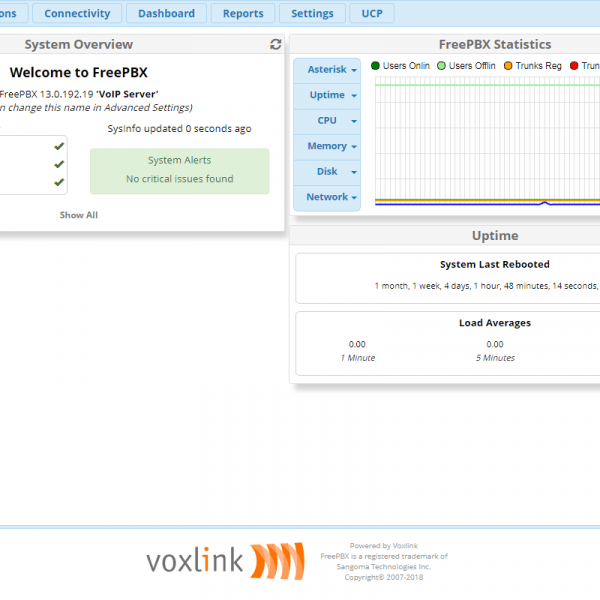 ons Connectivity Dashboard Reports Settings UCP
System Overview
Welcome to FreePBX
FreePBX 13.0.192.19 'VoIP Server'
n change this name in Advanced Settings)
SysInfo updated 0 seconds ago
System Alerts
No critical issues found
Show All
FreePBX Statistics
Asterisk
Uptime
CPU
Memory
Disk
Network
Users Onlin Users Offlin Trunks Reg Trun
Uptime
System Last Rebooted
1 month, 1 week, 4 days, 1 hour, 48 minutes, 14 seconds,
Load Averages
0.00 0.00
1 Minute 5 Minutes
voxlink
Powered by Voxlink
FreePBX is a registered trademark of
Sangoma Technologies Inc.
Copyright© 2007-2018